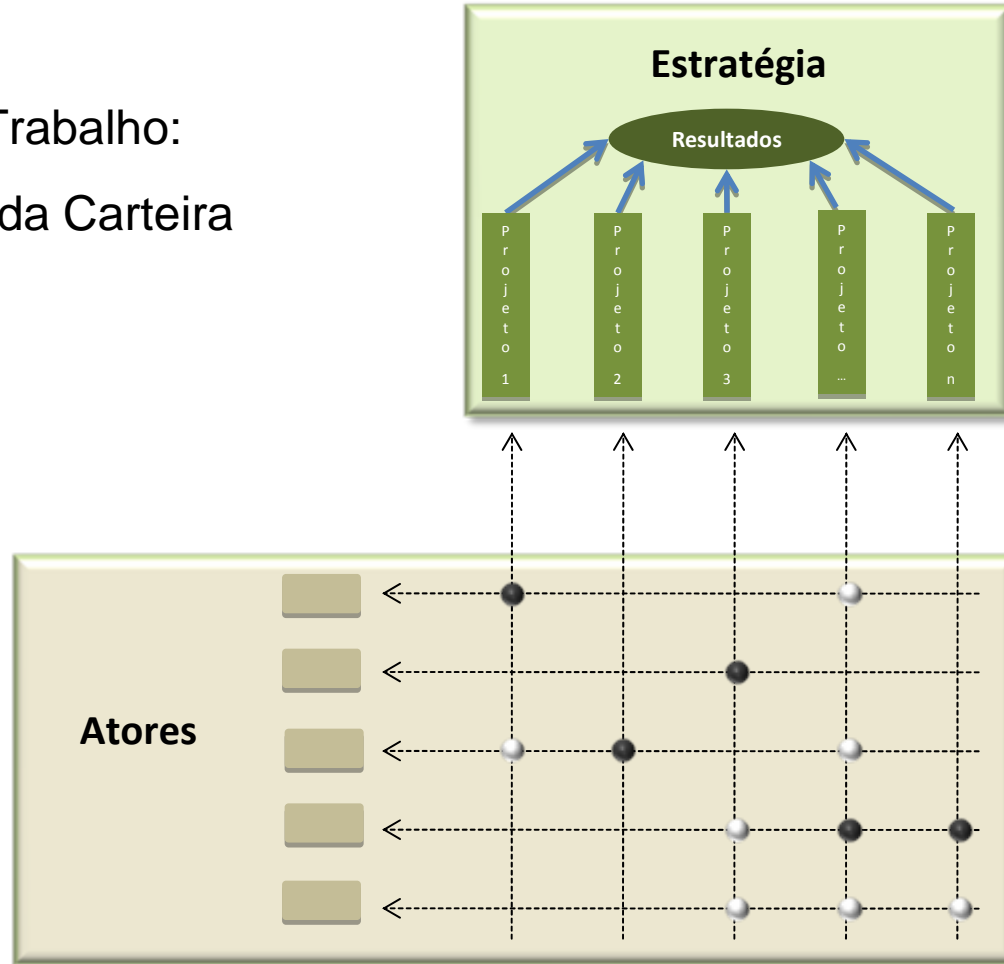 Trabalho:
da Carteira
Estratégia
Resultados
Projeto 1
Projeto 2
Projeto 3
Projeto ...
Projeto n
Atores